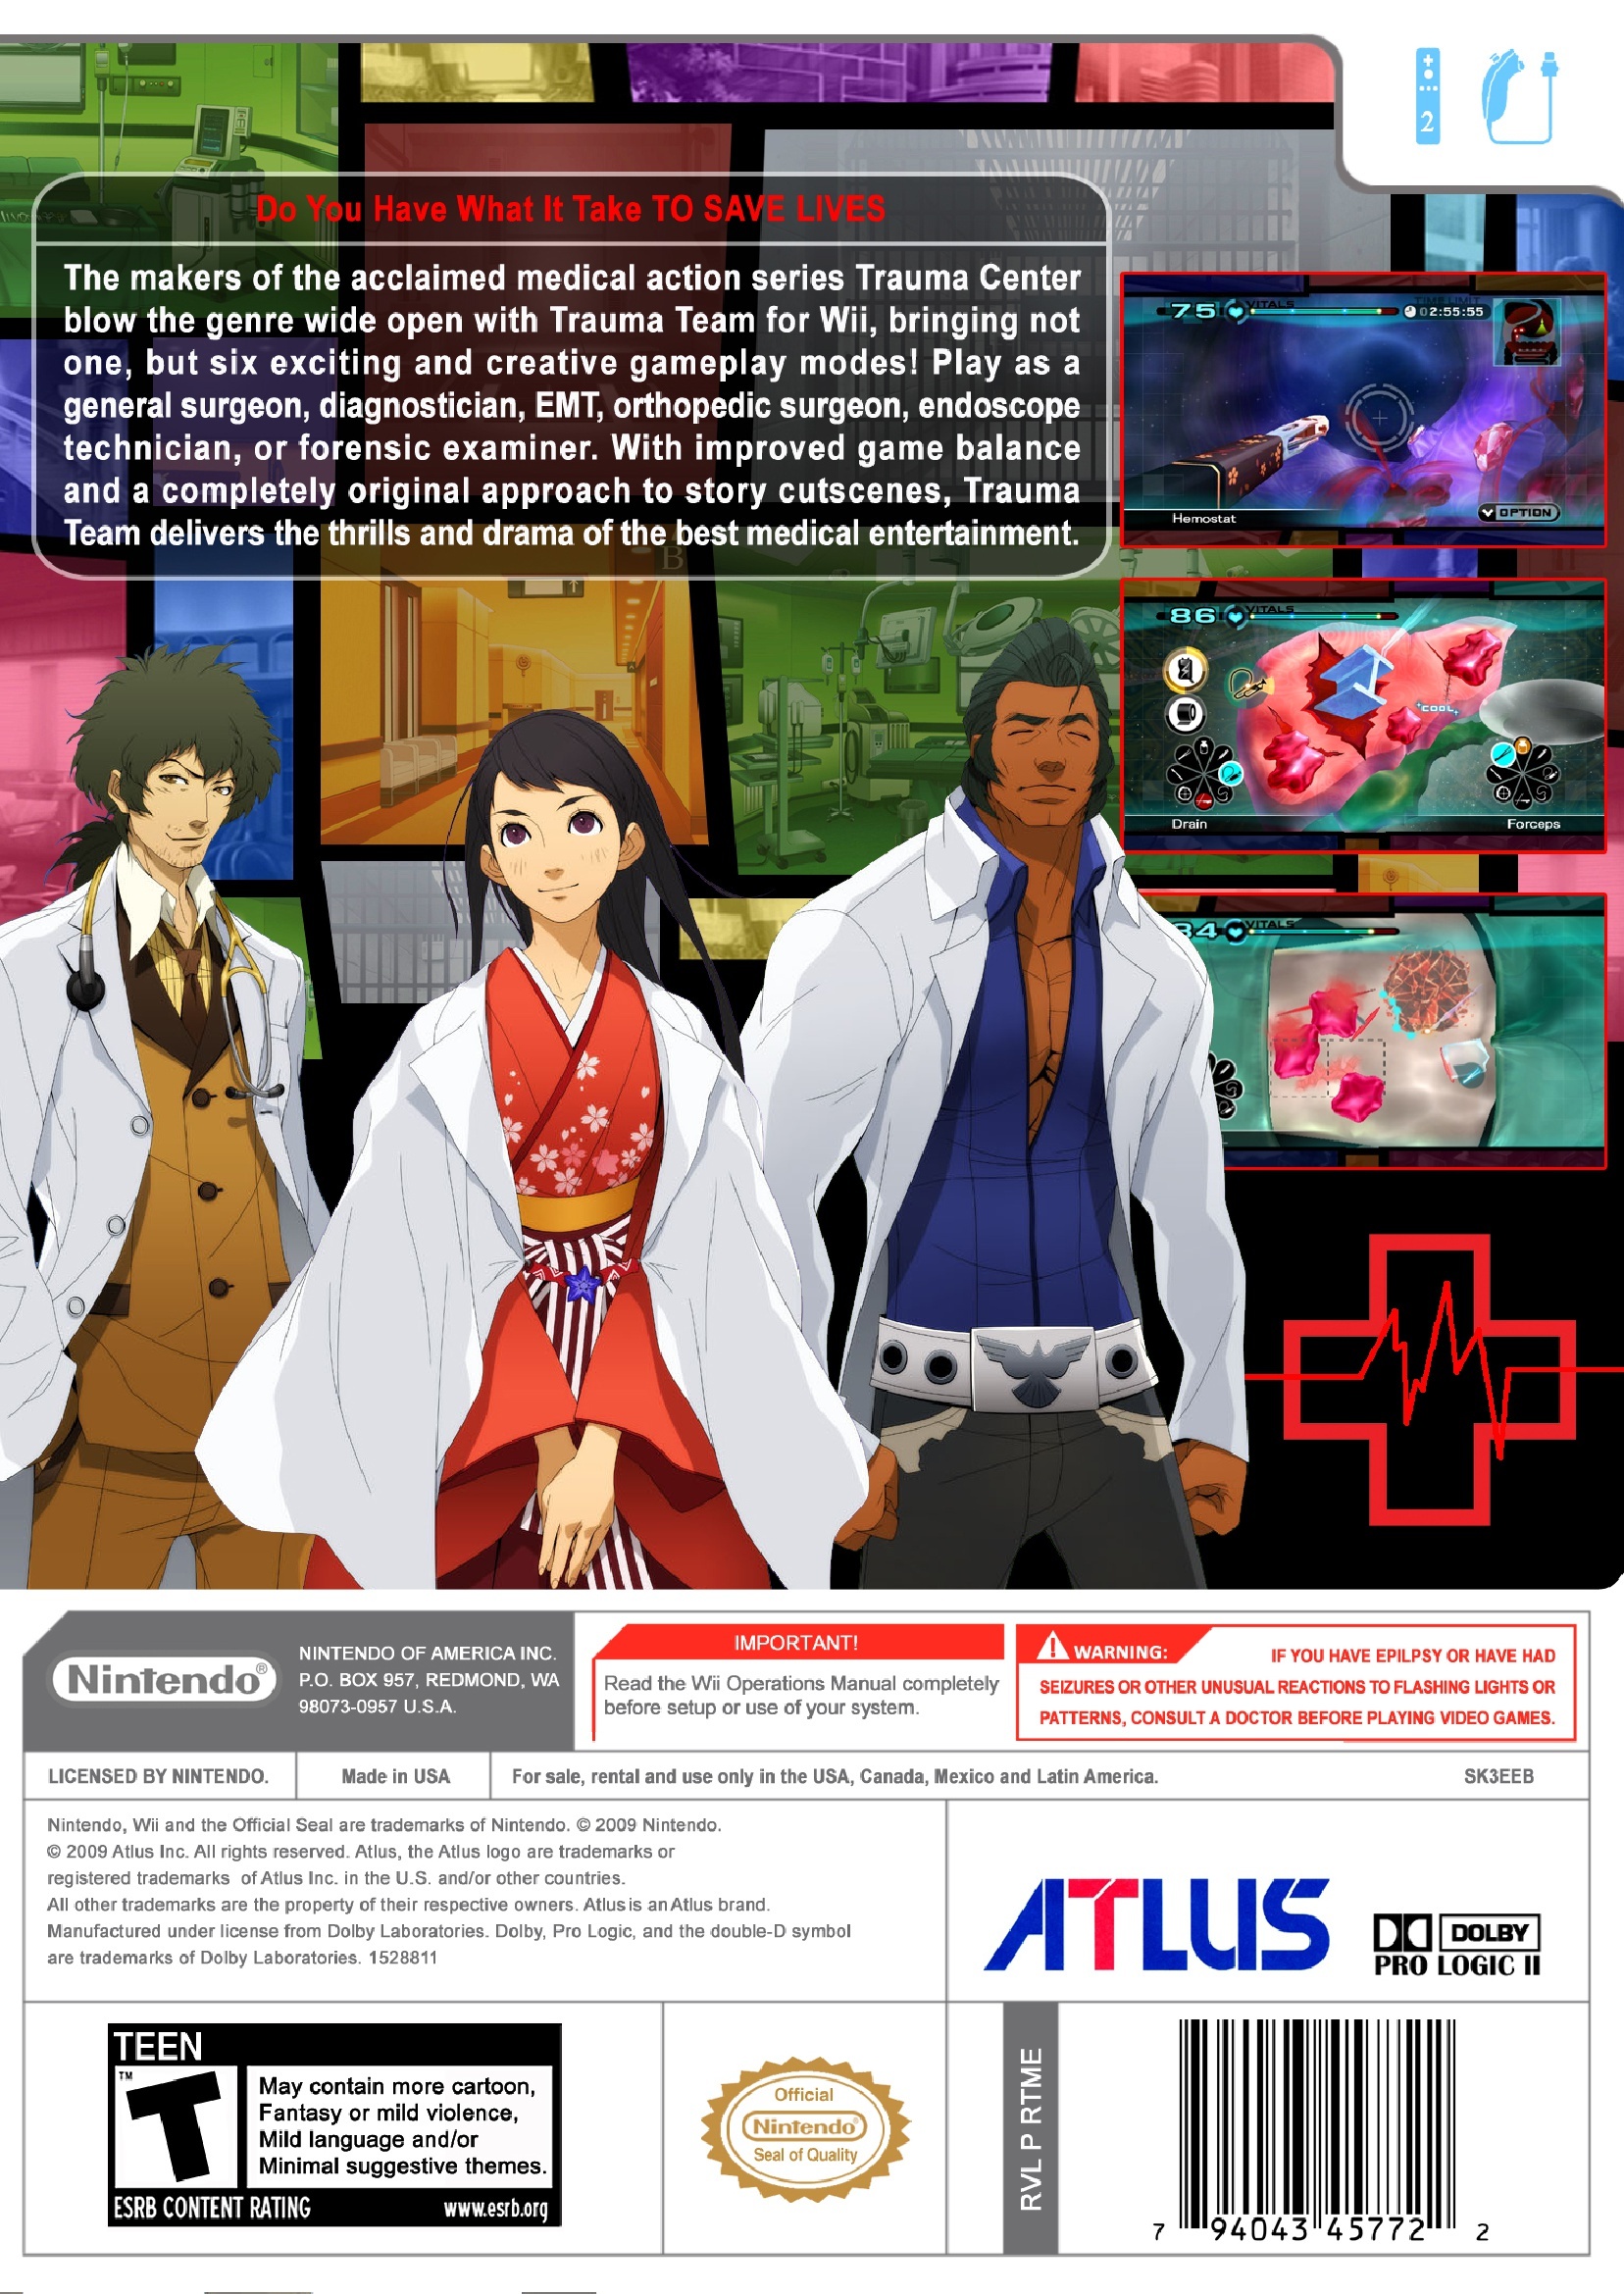 2
Do You Have What It Take TO SAVE LIVES
The makers of the acclaimed medical action series Trauma Center
blow the genre wide open with Trauma Team for Wii, bringing not
one, but six exciting and creative gameplay modes! Play as a
general surgeon, diagnostician, EMT, orthopedic surgeon, endoscope
technician, or forensic examiner. With improved game balance
and a completely original approach to story cutscenes, Trauma
Team delivers the thrills and drama of the best medical entertainment.
B
75 VITALS
TIME LIMIT
02:55:55
Hemostat
OPTION
86 VITALS
COOL
Drain
Forceps
34 VITALS
Nintendo®
NINTENDO OF AMERICA INC.
P.O. BOX 957, REDMOND, WA
98073-0957 U.S.A.
IMPORTANT!
Read the Wii Operations Manual completely
before setup or use of your system.
WARNING: IF YOU HAVE EPILPSY OR HAVE HAD
SEIZURES OR OTHER UNUSUAL REACTIONS TO FLASHING LIGHTS OR
PATTERNS, CONSULT A DOCTOR BEFORE PLAYING VIDEO GAMES.
LICENSED BY NINTENDO.
Made in USA
For sale, rental and use only in the USA, Canada, Mexico and Latin America.
SK3EEB
Nintendo, Wii and the Official Seal are trademarks of Nintendo. © 2009 Nintendo.
© 2009 Atlus Inc. All rights reserved. Atlus, the Atlus logo are trademarks or
registered trademarks of Atlus Inc. in the U.S. and/or other countries.
All other trademarks are the property of their respective owners. Atlus is an Atlus brand.
Manufactured under license from Dolby Laboratories. Dolby, Pro Logic, and the double-D symbol
are trademarks of Dolby Laboratories. 1528811
ATLUS
DOLBY
PRO LOGIC II
TEEN
T
TM
May contain more cartoon,
Fantasy or mild violence,
Mild language and/or
Minimal suggestive themes.
ESRB CONTENT RATING
www.esrb.org
Official
Nintendo®
Seal of Quality
RVL P RTME
7 94043 45772 2